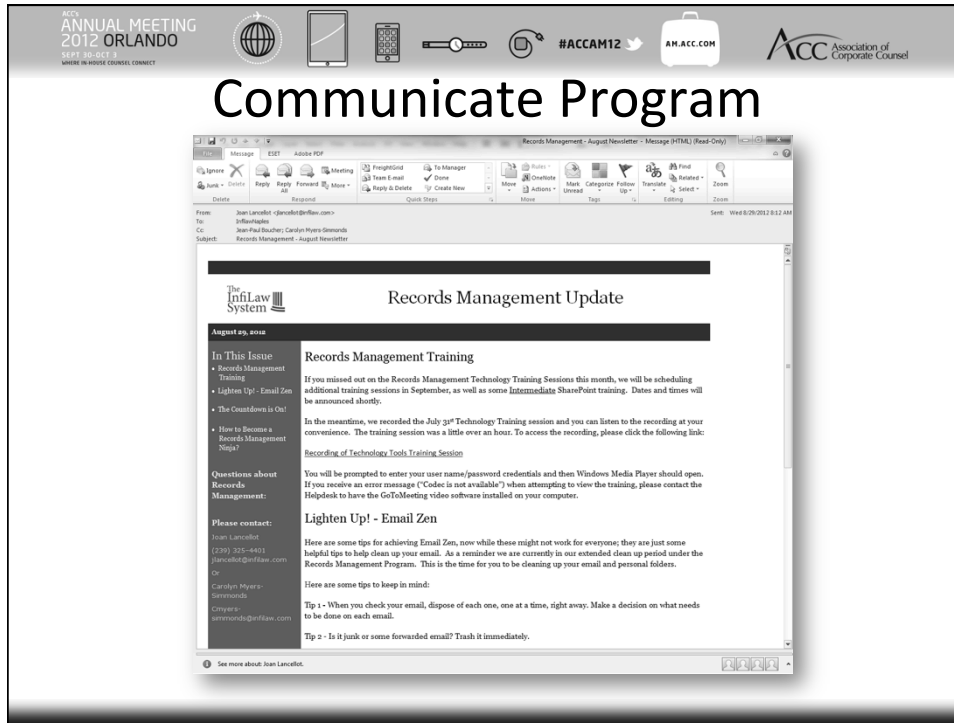 ACC's
ANNUAL MEETING
2012 ORLANDO
SEPT 30-OCT 3
WHERE IN-HOUSE COUNSEL CONNECT
#ACCAM12
AM.ACC.COM
ACC Association of
Corporate Counsel
Communicate Program
Records Management - August Newsletter - Message (HTML) (Read-Only)
File Message ESET Adobe PDF
Ignore
Junk
Delete
Reply
Reply
All
Forward
Meeting
More
FreightGrid
Team E-mail
Reply & Delete
To Manager
Done
Create New
Move
Rules
OneNote
Actions
Mark
Unread
Categorize
Follow
Up
Translate
Find
Related
Select
Zoom
Delete Respond Quick Steps Move Tags Editing Zoom
From: Joan Lancellot <jlancellot@infilaw.com> Sent: Wed 8/29/2012 8:12 AM
To: InfilawNaples
Cc: Jean-Paul Boucher; Carolyn Myers-Simmonds
Subject: Records Management - August Newsletter
The
InfiLaw
System
Records Management Update
August 29, 2012
In This Issue
• Records Management
Training
• Lighten Up! - Email Zen
• The Countdown is On!
• How to Become a
Records Management
Ninja?
Questions about
Records
Management:
Please contact:
Joan Lancellot
(239) 325-4401
jlancellot@infilaw.com
Or
Carolyn Myers-
Simmonds
Cmyers-
simmonds@infilaw.com
Records Management Training
If you missed out on the Records Management Technology Training Sessions this month, we will be scheduling
additional training sessions in September, as well as some Intermediate SharePoint training. Dates and times will
be announced shortly.
In the meantime, we recorded the July 31st Technology Training session and you can listen to the recording at your
convenience. The training session was a little over an hour. To access the recording, please click the following link:
Recording of Technology Tools Training Session
You will be prompted to enter your user name/password credentials and then Windows Media Player should open.
If you receive an error message ("Codec is not available") when attempting to view the training, please contact the
Helpdesk to have the GoToMeeting video software installed on your computer.
Lighten Up! - Email Zen
Here are some tips for achieving Email Zen, now while these might not work for everyone; they are just some
helpful tips to help clean up your email. As a reminder we are currently in our extended clean up period under the
Records Management Program. This is the time for you to be cleaning up your email and personal folders.
Here are some tips to keep in mind:
Tip 1 - When you check your email, dispose of each one, one at a time, right away. Make a decision on what needs
to be done on each email.
Tip 2 - Is it junk or some forwarded email? Trash it immediately.
See more about: Joan Lancellot.